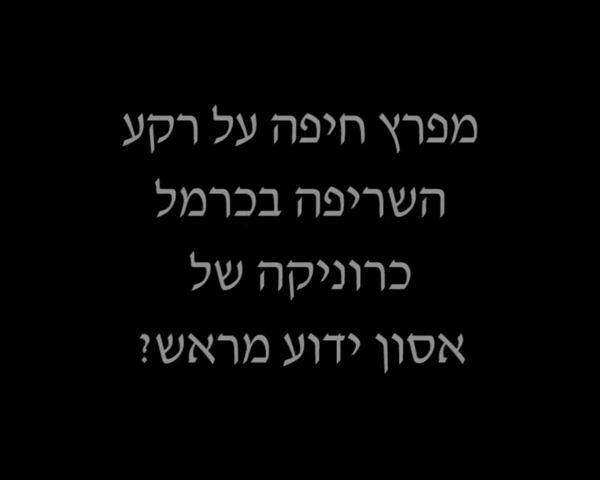 מפרץ חיפה על רקע
השריפה בכרמל
כרוניקה של
אסון ידוע מראש?